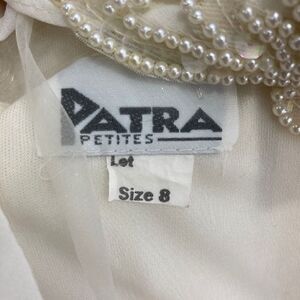 PATRA
PETITES
Lot
Size 8